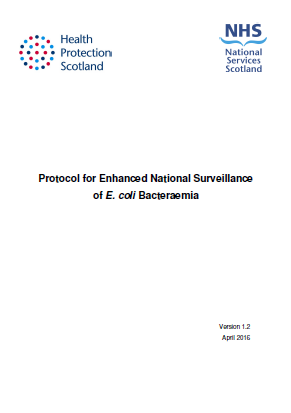 Health
Protection
Scotland
NHS
National
Services
Scotland
Protocol for Enhanced National Surveillance
of E. coli Bacteraemia
Version 1.2
April 2016